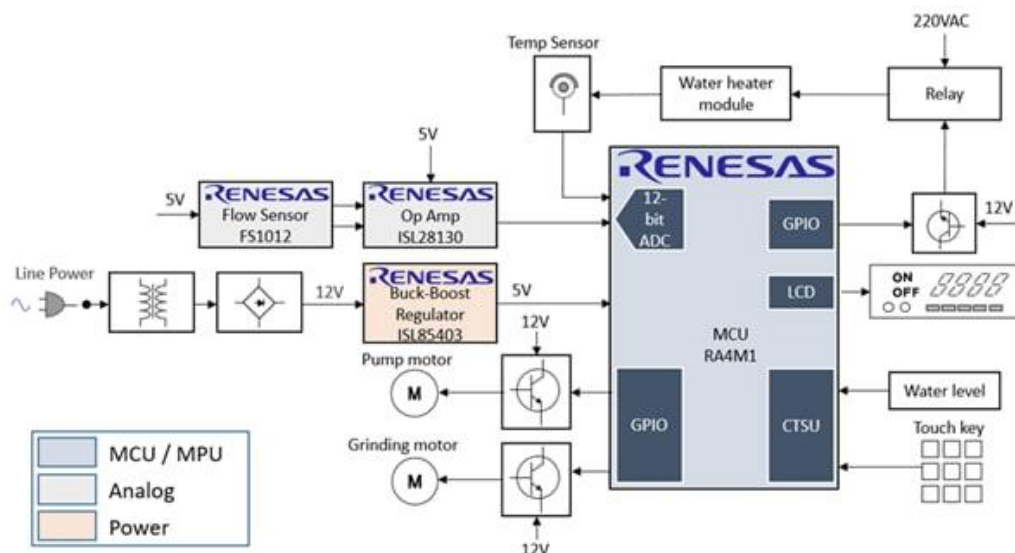 220VAC
Temp Sensor
Water heater
module
Relay
5V
RENESAS
5V
RENESAS
Flow Sensor
FS1012
RENESAS
Op Amp
ISL28130
12-
bit
ADC
GPIO
12V
Line Power
12V
RENESAS
Buck-Boost
Regulator
ISL85403
5V
LCD
ON
OFF
8888
MCU
RA4M1
12V
Pump motor
M
GPIO
CTSU
Water level
Touch key
Grinding motor
M
12V
MCU / MPU
Analog
Power